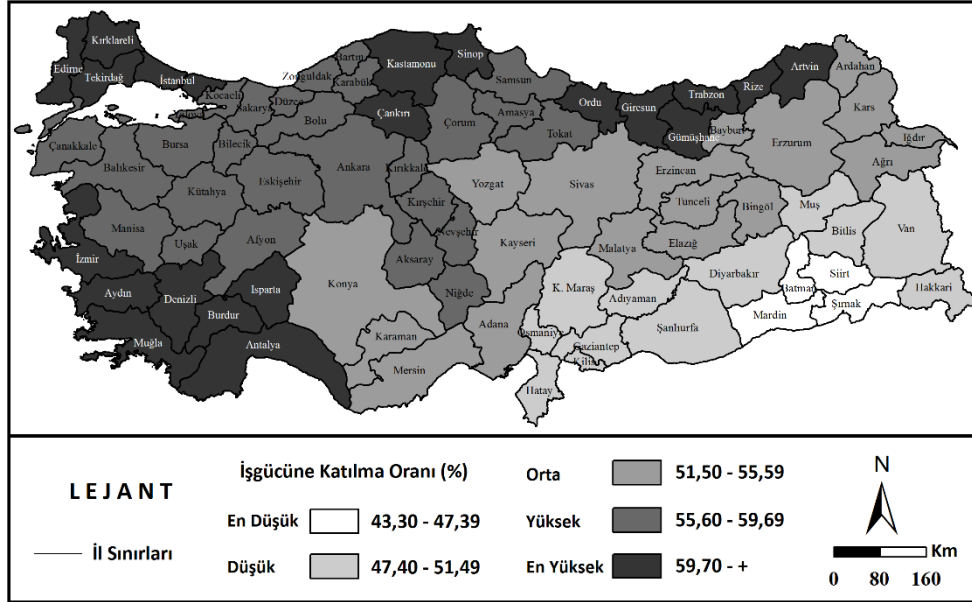 Kırklareli
Edirne
Tekirdağ
İstanbul
Kocaeli
Yalova
Sakarya
Düzce
Zonguldak
Bartın
Karabük
Kastamonu
Sinop
Samsun
Çankırı
Çorum
Amasya
Tokat
Ordu
Giresun
Trabzon
Rize
Artvin
Ardahan
Kars
Gümüşhane
Bayburt
Erzurum
Iğdır
Ağrı
Çanakkale
Balıkesir
Bursa
Bilecik
Bolu
Eskişehir
Ankara
Kırıkkale
Kırşehir
Yozgat
Sivas
Erzincan
Tunceli
Bingöl
Muş
Bitlis
Van
Kütahya
Manisa
Uşak
Afyon
Nevşehir
Kayseri
Malatya
Elazığ
Diyarbakır
Siirt
Batman
Şırnak
Hakkari
Mardin
İzmir
Aydın
Denizli
Isparta
Burdur
Muğla
Antalya
Konya
Aksaray
Niğde
Karaman
Mersin
Adana
K. Maraş
Adıyaman
Osmaniye
Gaziantep
Kilis
Şanlıurfa
Hatay
LEJANT
İl Sınırları
İşgücüne Katılma Oranı (%)
En Düşük 43,30 - 47,39
Düşük 47,40 - 51,49
Orta 51,50 - 55,59
Yüksek 55,60 - 59,69
En Yüksek 59,70 - +
N
Km
0 80 160